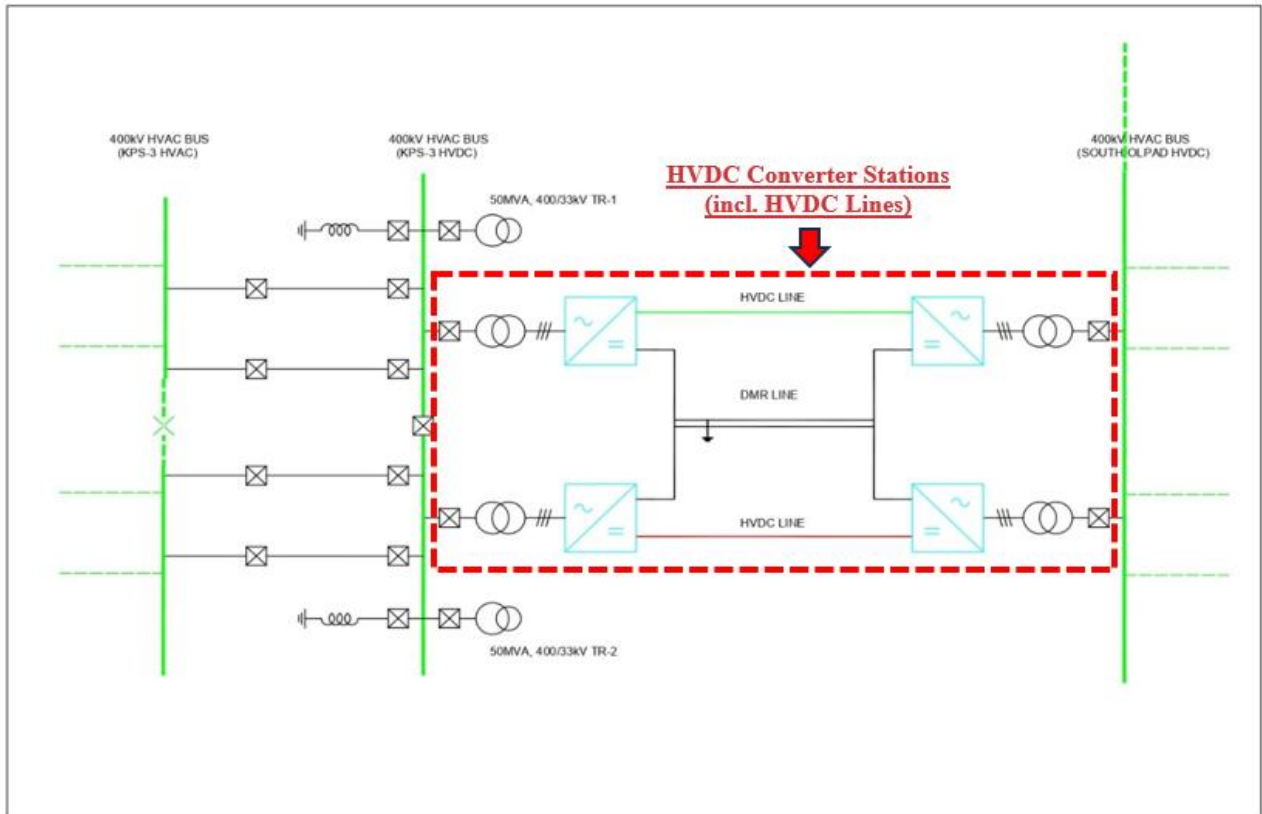 400kV HVAC BUS
(KPS-3 HVAC)
400kV HVAC BUS
(KPS-3 HVDC)
400kV HVAC BUS
(SOUTH OLPAD HVDC)
50MVA, 400/33kV TR-1
HVDC Converter Stations
(incl. HVDC Lines)
HVDC LINE
DMR LINE
HVDC LINE
50MVA, 400/33kV TR-2